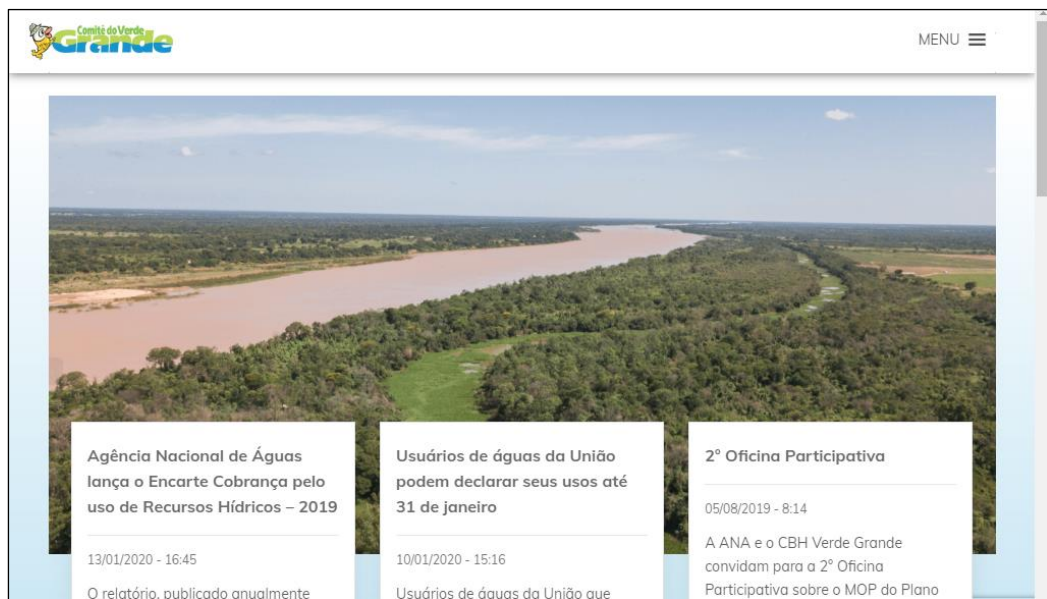 Comitê do Verde
Grande
MENU
Agência Nacional de Águas
lança o Encarte Cobrança pelo
uso de Recursos Hídricos – 2019
13/01/2020 - 16:45
O relatório, publicado anualmente
Usuários de águas da União
podem declarar seus usos até
31 de janeiro
10/01/2020 - 15:16
Usuários de águas da União que
2° Oficina Participativa
05/08/2019 - 8:14
A ANA e o CBH Verde Grande
convidam para a 2° Oficina
Participativa sobre o MOP do Plano